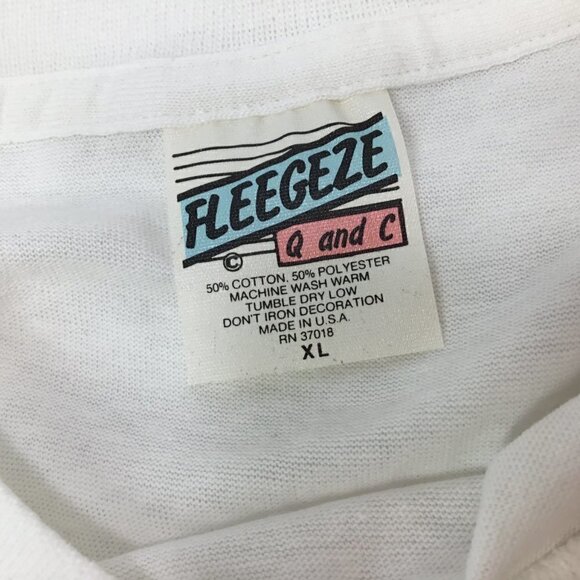 FLEEGEZE
Q and C
©
50% COTTON. 50% POLYESTER
MACHINE WASH WARM
TUMBLE DRY LOW
DON'T IRON DECORATION
MADE IN U.S.A.
RN 37018
XL